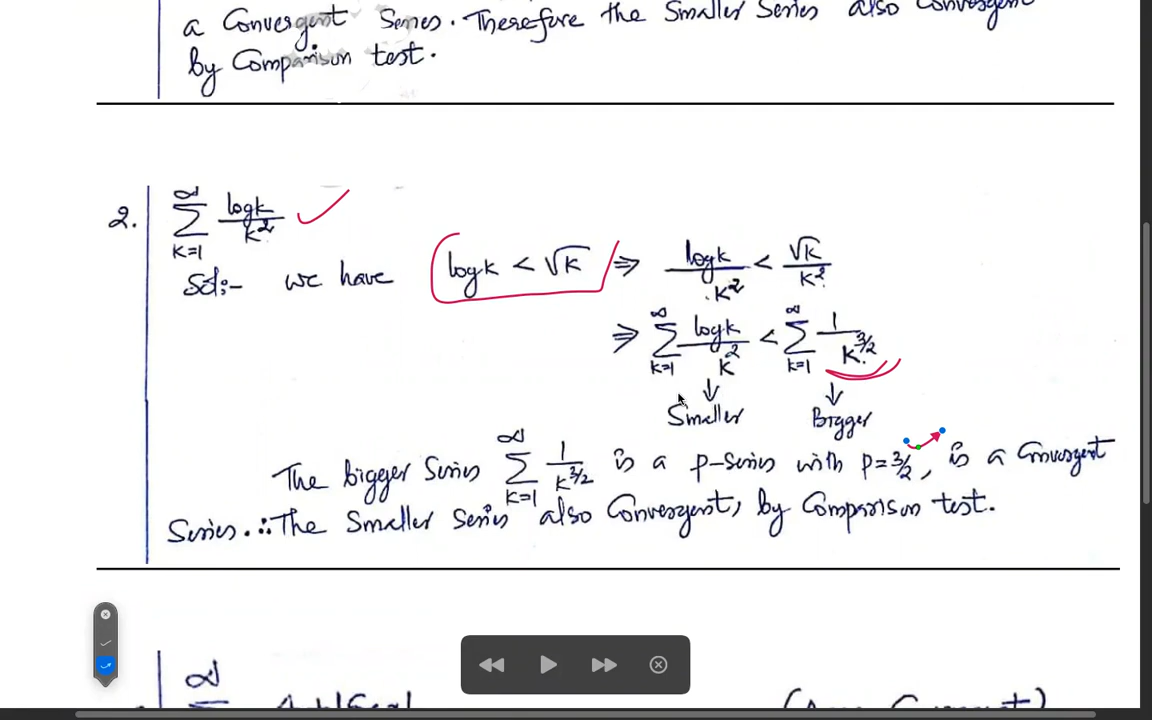 a Convergent Series. Therefore the Smaller Series also Convergent
by Comparison test.
2. ∞∑k=1 logk/k²
Sol:- we have logk < √k ⇒ logk/k² < √k/k²
⇒ ∞∑k=1 logk/k² < ∞∑k=1 1/k^3/2
↓ ↓
Smaller Bigger
The Bigger Series ∞∑k=1 1/k^3/2 is a p-series with p=3/2, is a Convergent
Series. ∴ The Smaller Series also Convergent, by Comparison test.
∞